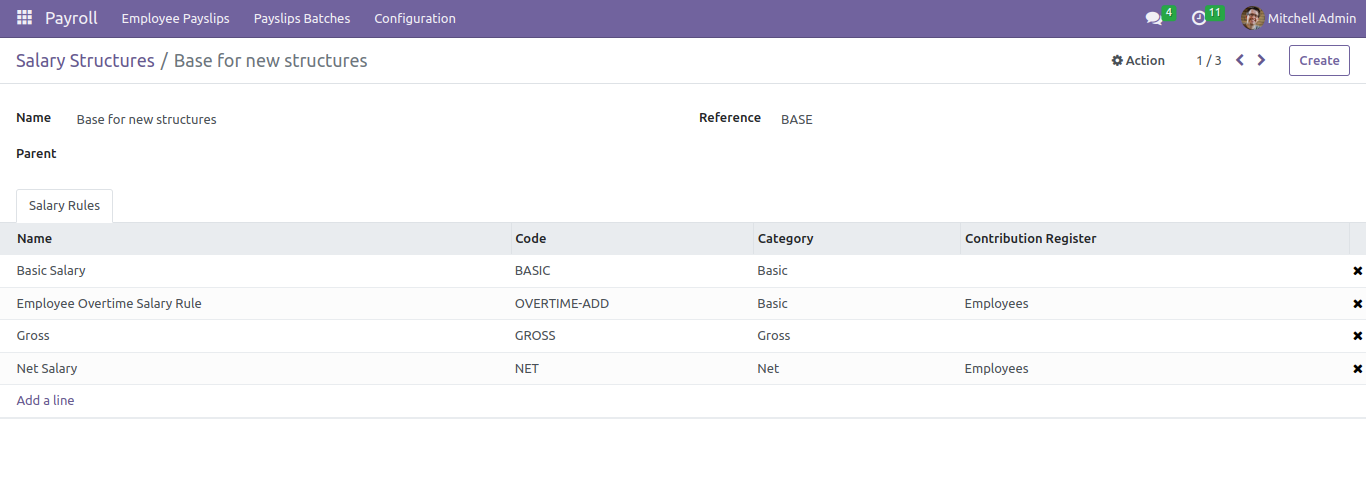 Payroll Employee Payslips Payslips Batches Configuration 4 11 Mitchell Admin
Salary Structures / Base for new structures Action 1 / 3 Create
Name Base for new structures Reference BASE
Parent
Salary Rules
Name Code Category Contribution Register
Basic Salary BASIC Basic
Employee Overtime Salary Rule OVERTIME-ADD Basic Employees
Gross GROSS Gross
Net Salary NET Net Employees
Add a line